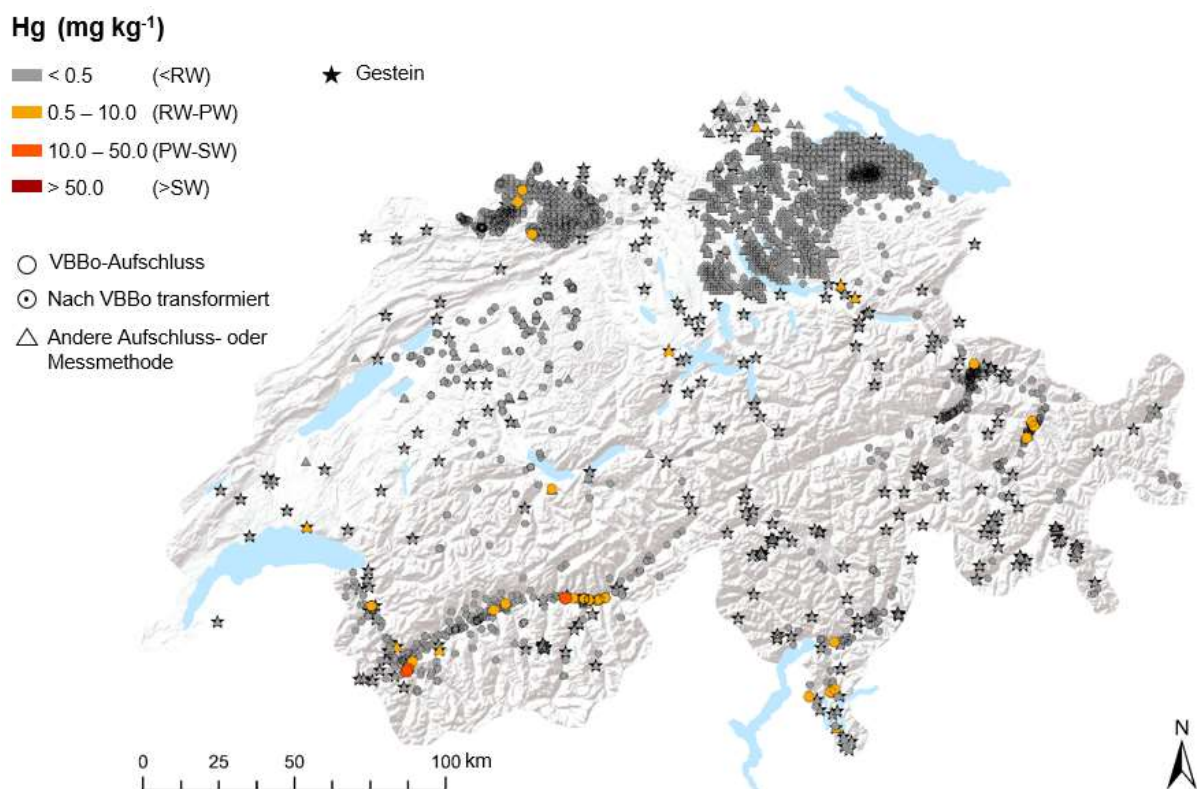 Hg (mg kg-1)
< 0.5 (<RW)
0.5 – 10.0 (RW-PW)
10.0 – 50.0 (PW-SW)
> 50.0 (>SW)
Gestein
VBBo-Aufschluss
Nach VBBo transformiert
Andere Aufschluss- oder
Messmethode
0 25 50 100 km
N